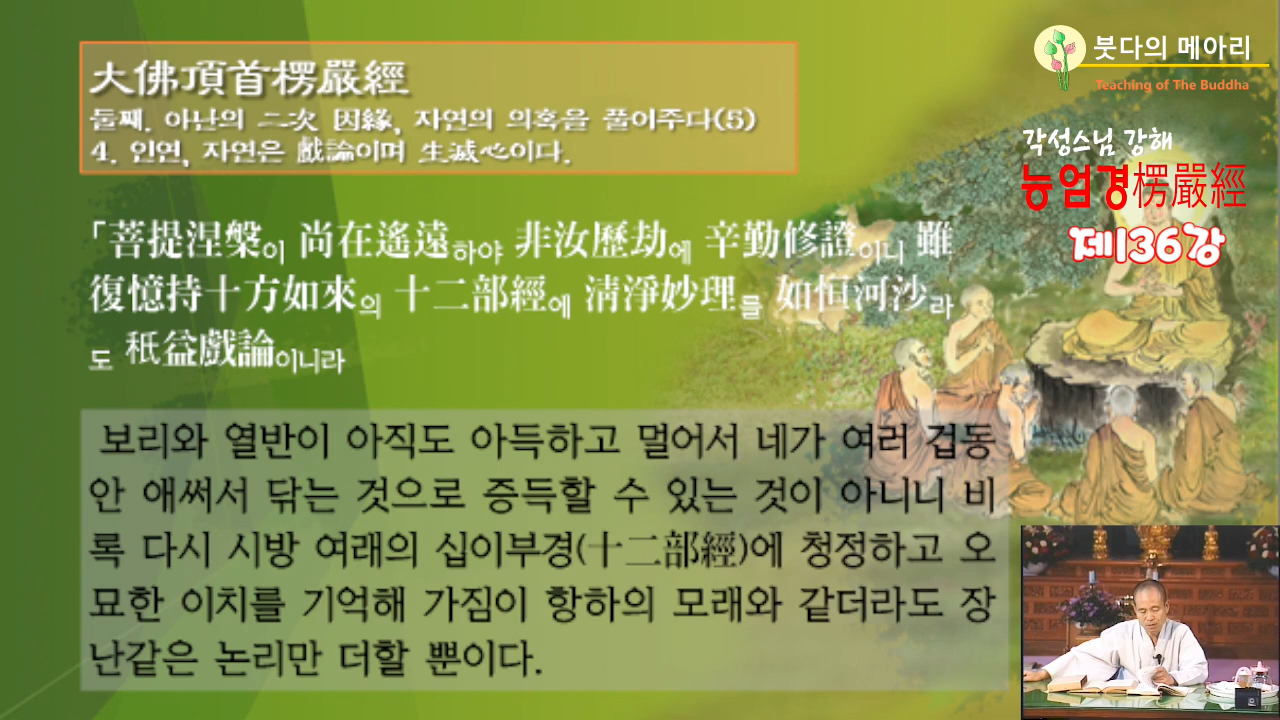 大佛頂首楞嚴經
둘째. 아난의 二次 因緣, 자연의 의혹을 풀어주다(5)
4. 인연, 자연은 戲論이며 生滅心이다.
「菩提涅槃이 尚在遙遠하야 非汝歷劫에 辛勤修證이니 雖
復憶持十方如來의 十二部經에 淸淨妙理를 如恒河沙라
도 秖益戲論이니라
보리와 열반이 아직도 아득하고 멀어서 네가 여러 겁동
안 애써서 닦는 것으로 증득할 수 있는 것이 아니니 비
록 다시 시방 여래의 십이부경(十二部經)에 청정하고 오
묘한 이치를 기억해 가짐이 항하의 모래와 같더라도 장
난같은 논리만 더할 뿐이다.
붓다의 메아리
Teaching of The Buddha
각성스님 강해
능엄경楞嚴經
제136강